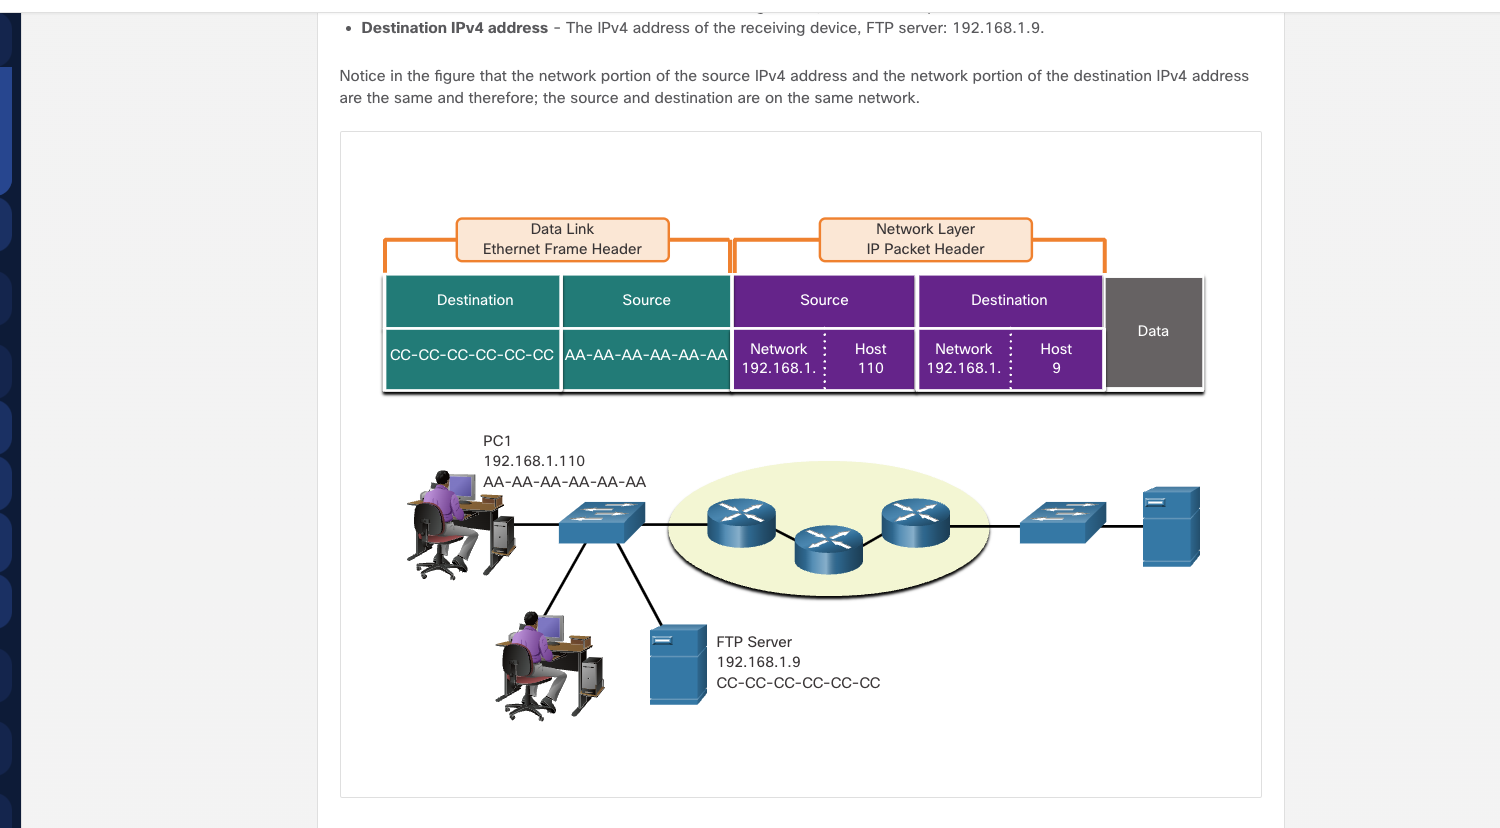 • Destination IPv4 address - The IPv4 address of the receiving device, FTP server: 192.168.1.9.
Notice in the figure that the network portion of the source IPv4 address and the network portion of the destination IPv4 address
are the same and therefore; the source and destination are on the same network.
Data Link
Ethernet Frame Header
Network Layer
IP Packet Header
Destination
Source
Source
Destination
Data
CC-CC-CC-CC-CC-CC
AA-AA-AA-AA-AA-AA
Network
192.168.1.
Host
110
Network
192.168.1.
Host
9
PC1
192.168.1.110
AA-AA-AA-AA-AA-AA
FTP Server
192.168.1.9
CC-CC-CC-CC-CC-CC